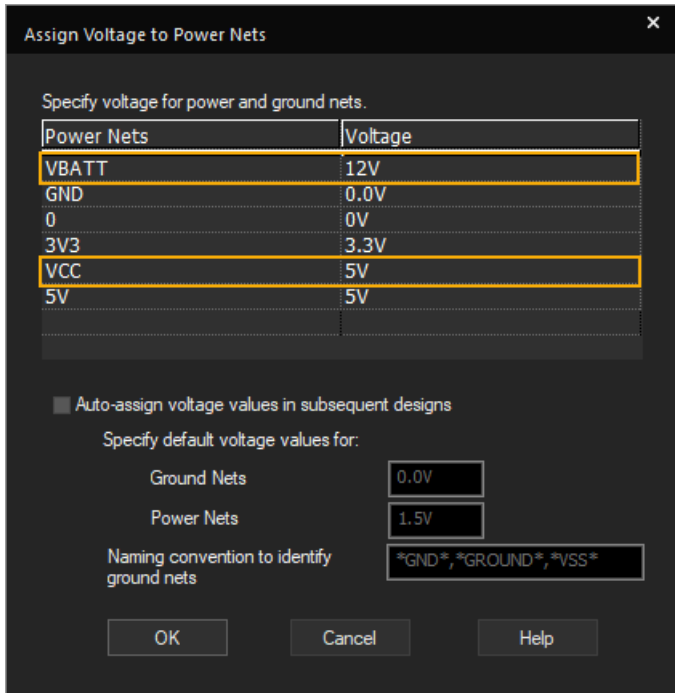 Assign Voltage to Power Nets
Specify voltage for power and ground nets.
Power Nets Voltage
VBATT 12V
GND 0.0V
0 0V
3V3 3.3V
VCC 5V
5V 5V
Auto-assign voltage values in subsequent designs
Specify default voltage values for:
Ground Nets 0.0V
Power Nets 1.5V
Naming convention to identify
ground nets
*GND*,*GROUND*,*VSS*
OK Cancel Help